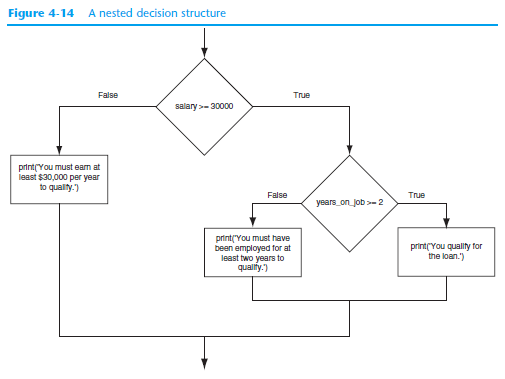 Figure 4-14 A nested decision structure
False
True
salary >= 30000
print('You must earn at
least $30,000 per year
to qualify.')
False
True
years_on_job >= 2
print('You must have
been employed for at
least two years to
qualify.')
print('You qualify for
the loan.')